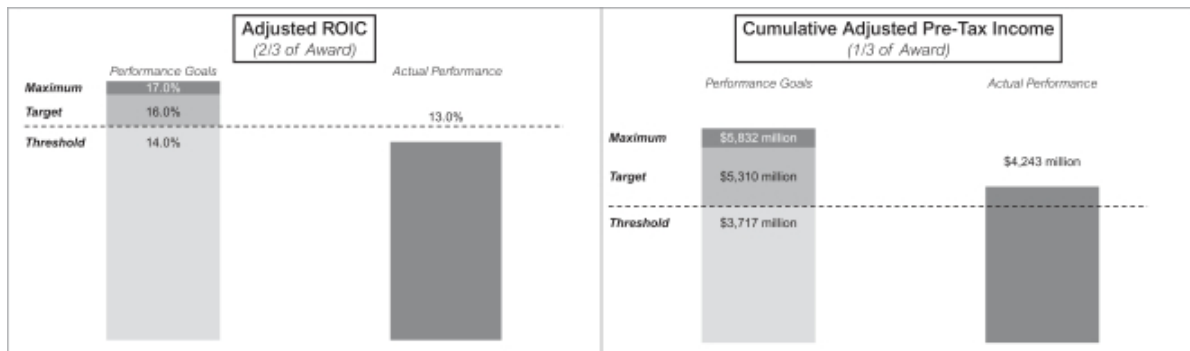 Adjusted ROIC
(2/3 of Award)
Performance Goals
Actual Performance
Maximum
17.0%
Target
16.0%
13.0%
Threshold
14.0%
Cumulative Adjusted Pre-Tax Income
(1/3 of Award)
Performance Goals
Actual Performance
Maximum
$5,832 million
$4,243 million
Target
$5,310 million
Threshold
$3,717 million